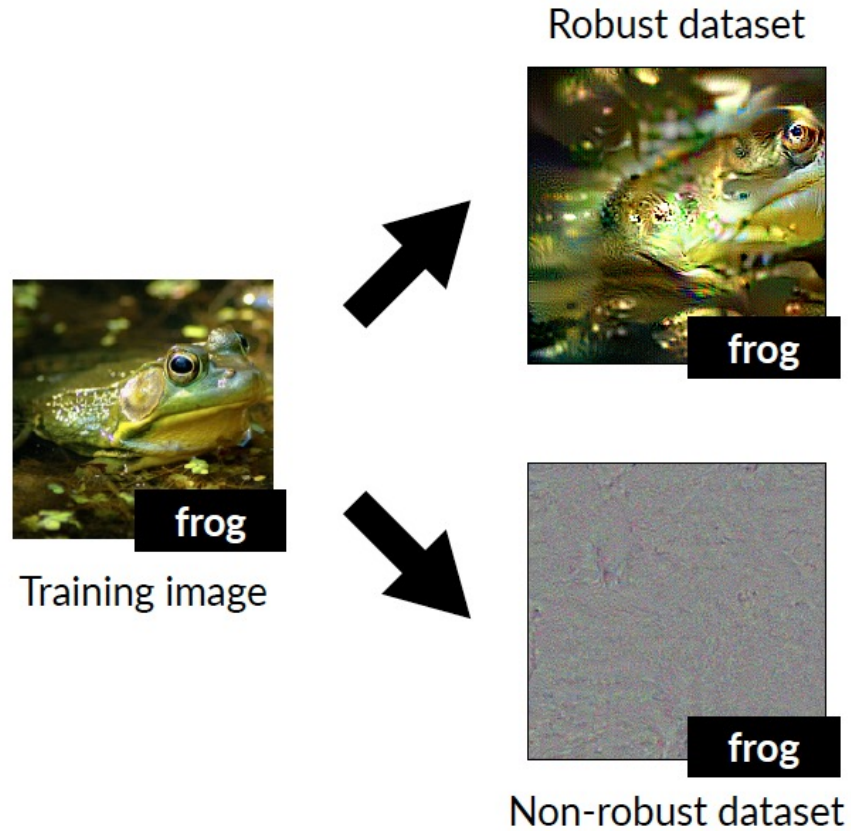 Robust dataset
frog
frog
Training image
frog
Non-robust dataset